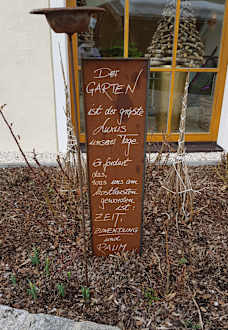 Der
GARTEN
ist der größte
Luxus
unserer Tage.
Er fordert
das,
was uns am
kostbarsten
geworden
ist:
ZEIT,
ZUWENDUNG
und
RAUM.